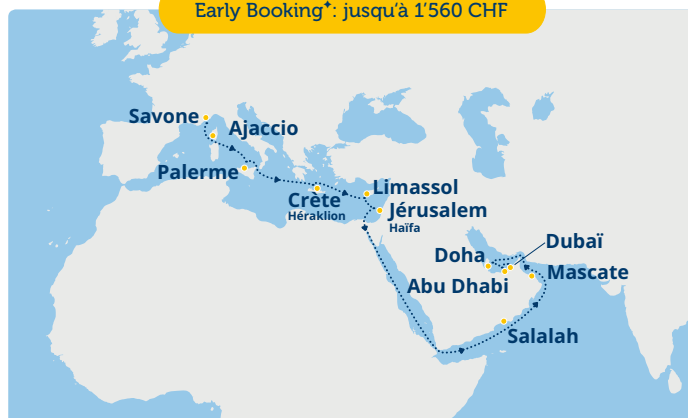 Early Booking✦: jusqu'à 1'560 CHF
Savone
Ajaccio
Palerme
Crète
Héraklion
Limassol
Jérusalem
Haïfa
Doha
Dubaï
Abu Dhabi
Mascate
Salalah